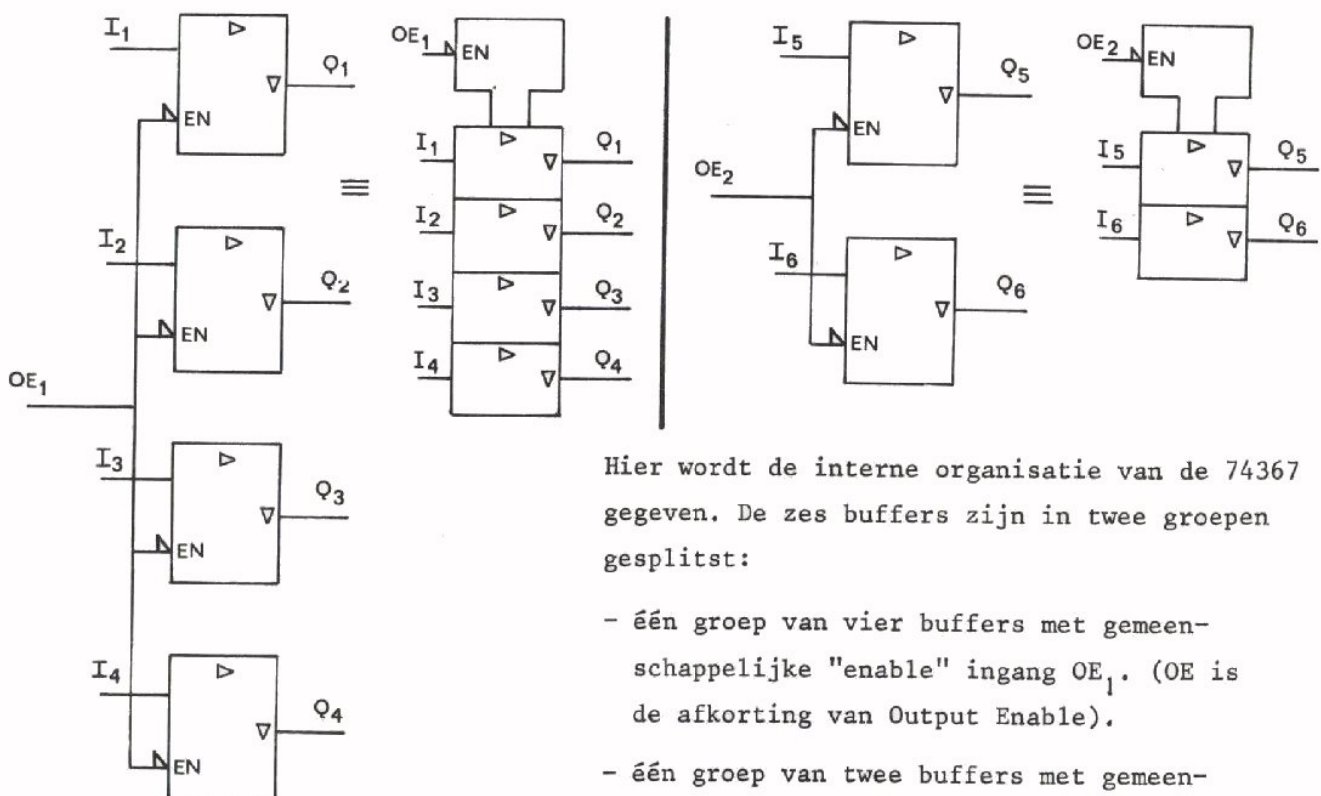 I1
Q1
EN
OE1
EN
I1
Q1
I2
Q2
I3
Q3
I4
Q4
≡
I2
Q2
EN
OE1
I3
Q3
EN
I4
Q4
EN
I5
Q5
EN
OE2
I6
Q6
EN
≡
OE2
EN
I5
Q5
I6
Q6
Hier wordt de interne organisatie van de 74367
gegeven. De zes buffers zijn in twee groepen
gesplitst:
- één groep van vier buffers met gemeen-
schappelijke "enable" ingang OE1. (OE is
de afkorting van Output Enable).
- één groep van twee buffers met gemeen-